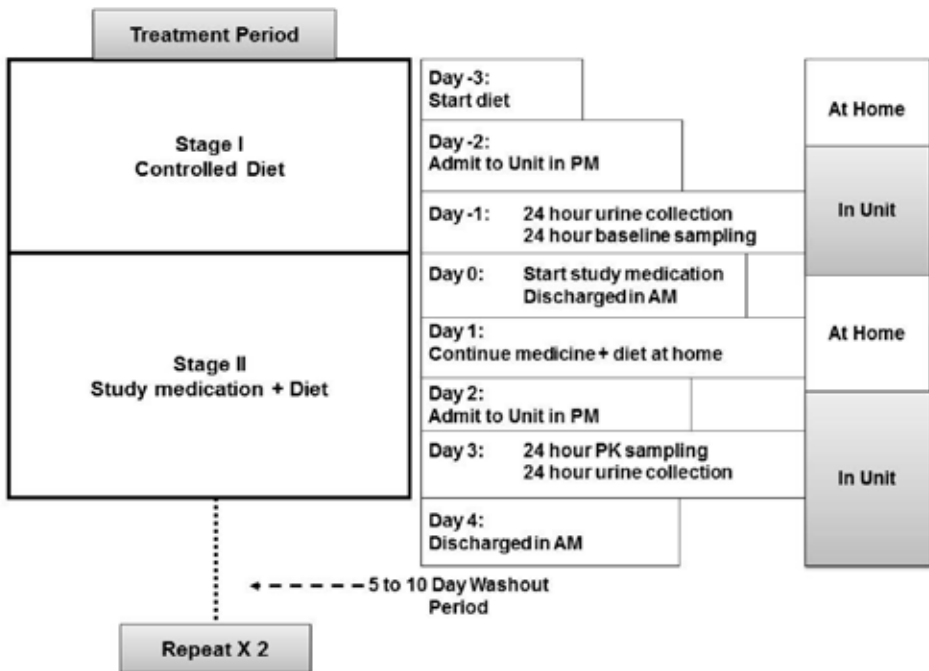 Treatment Period
Stage I
Controlled Diet
Stage II
Study medication + Diet
Day -3:
Start diet
Day -2:
Admit to Unit in PM
Day -1: 24 hour urine collection
24 hour baseline sampling
Day 0: Start study medication
Discharged in AM
Day 1:
Continue medicine + diet at home
Day 2:
Admit to Unit in PM
Day 3: 24 hour PK sampling
24 hour urine collection
Day 4:
Discharged in AM
At Home
In Unit
At Home
In Unit
5 to 10 Day Washout
Period
Repeat X 2